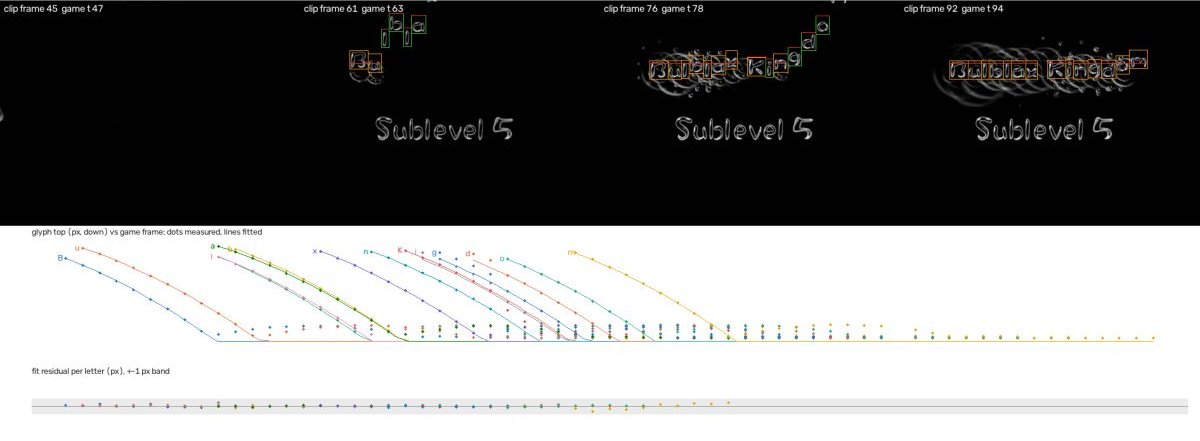 clip frame 45 game t 47
clip frame 61 game t 63
clip frame 76 game t 78
clip frame 92 game t 94
B u l l a
Bulblax Kingdo
Bulblax Kingdom
Sublevel 5
Sublevel 5
Sublevel 5
glyph top (px, down) vs game frame: dots measured, lines fitted
B u a l x n K i g d o m
fit residual per letter (px), +-1 px band